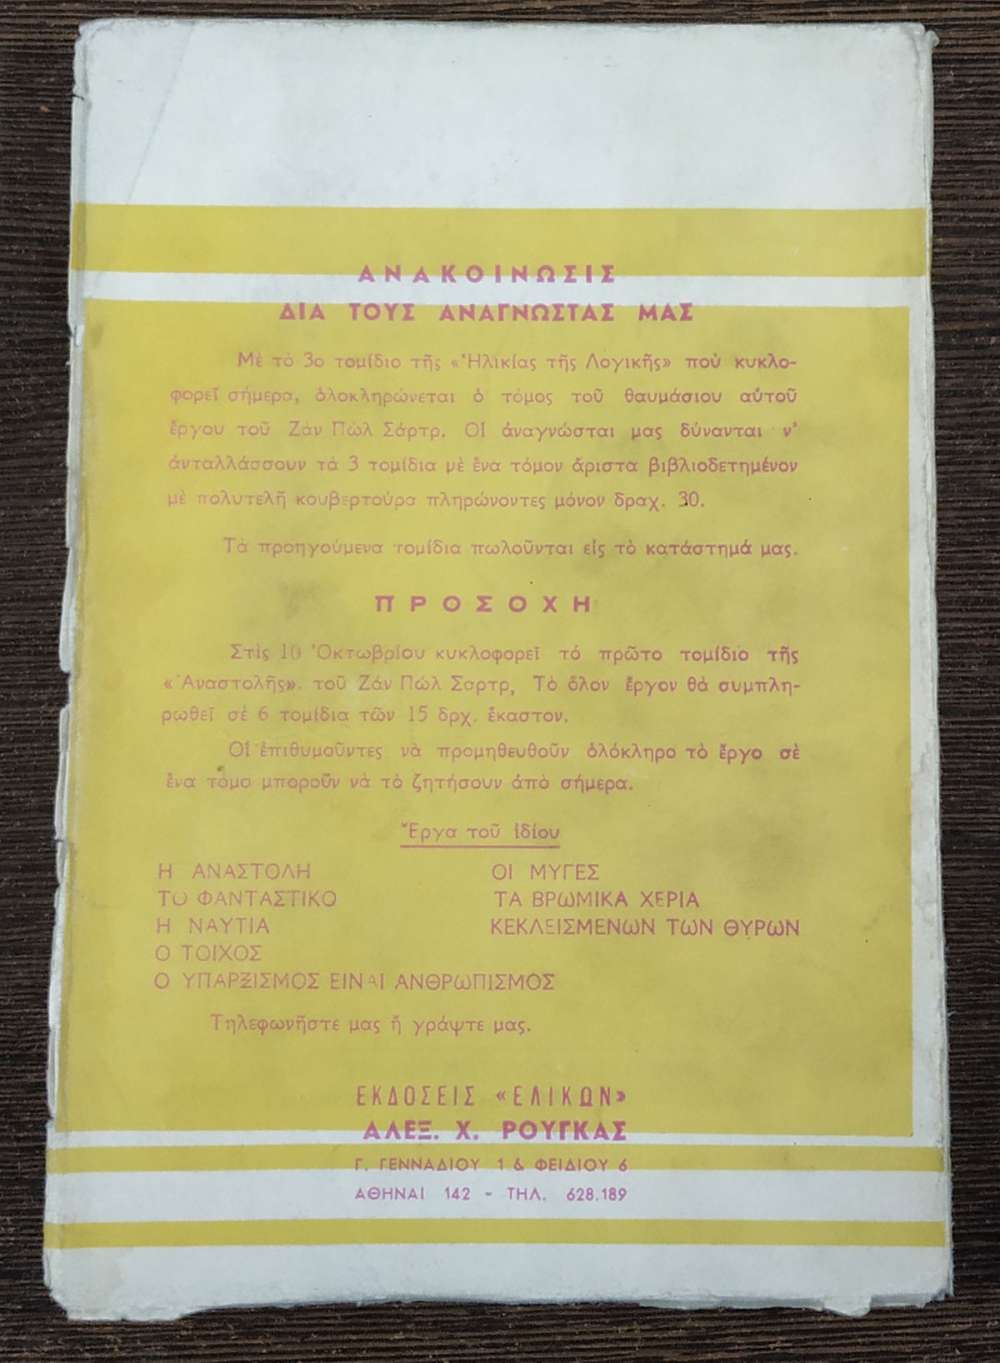 ΑΝΑΚΟΙΝΩΣΙΣ
ΔΙΑ ΤΟΥΣ ΑΝΑΓΝΩΣΤΑΣ ΜΑΣ
Μὲ τὸ 3ο τομίδιο τῆς «Ἡλικίας τῆς Λογικῆς» ποὺ κυκλο-
φορεῖ σήμερα, ὁλοκληρώνεται ὁ τόμος τοῦ θαυμάσιου αὐτοῦ
ἔργου τοῦ Ζὰν Πὼλ Σάρτρ. Οἱ ἀναγνώσται μας δύνανται ν'
ἀνταλλάσσουν τὰ 3 τομίδια μὲ ἕνα τόμον ἄριστα βιβλιοδετημένον
μὲ πολυτελῆ κουβερτούρα πληρώνοντες μόνον δραχ. 30.
Τὰ προηγούμενα τομίδια πωλοῦνται εἰς τὸ κατάστημά μας.
ΠΡΟΣΟΧΗ
Στὶς 10 Ὀκτωβρίου κυκλοφορεῖ τὸ πρῶτο τομίδιο τῆς
«Ἀναστολῆς». τοῦ Ζὰν Πὼλ Σαρτρ, Τὸ ὅλον ἔργον θὰ συμπλη-
ρωθεῖ σὲ 6 τομίδια τῶν 15 δρχ. ἕκαστον.
Οἱ ἐπιθυμοῦντες νὰ προμηθευθοῦν ὁλόκληρο τὸ ἔργο σὲ
ἕνα τόμο μποροῦν νὰ τὸ ζητήσουν ἀπὸ σήμερα.
Ἔργα τοῦ ἰδίου
Η ΑΝΑΣΤΟΛΗ ΟΙ ΜΥΓΕΣ
ΤΟ ΦΑΝΤΑΣΤΙΚΟ ΤΑ ΒΡΩΜΙΚΑ ΧΕΡΙΑ
Η ΝΑΥΤΙΑ ΚΕΚΛΕΙΣΜΕΝΩΝ ΤΩΝ ΘΥΡΩΝ
Ο ΤΟΙΧΟΣ
Ο ΥΠΑΡΞΙΣΜΟΣ ΕΙΝΑΙ ΑΝΘΡΩΠΙΣΜΟΣ
Τηλεφωνῆστε μας ἢ γράψτε μας.
ΕΚΔΟΣΕΙΣ «ΕΛΙΚΩΝ»
ΑΛΕΞ. Χ. ΡΟΥΓΚΑΣ
Γ. ΓΕΝΝΑΔΙΟΥ 1 & ΦΕΙΔΙΟΥ 6
ΑΘΗΝΑΙ 142 - ΤΗΛ. 628.189